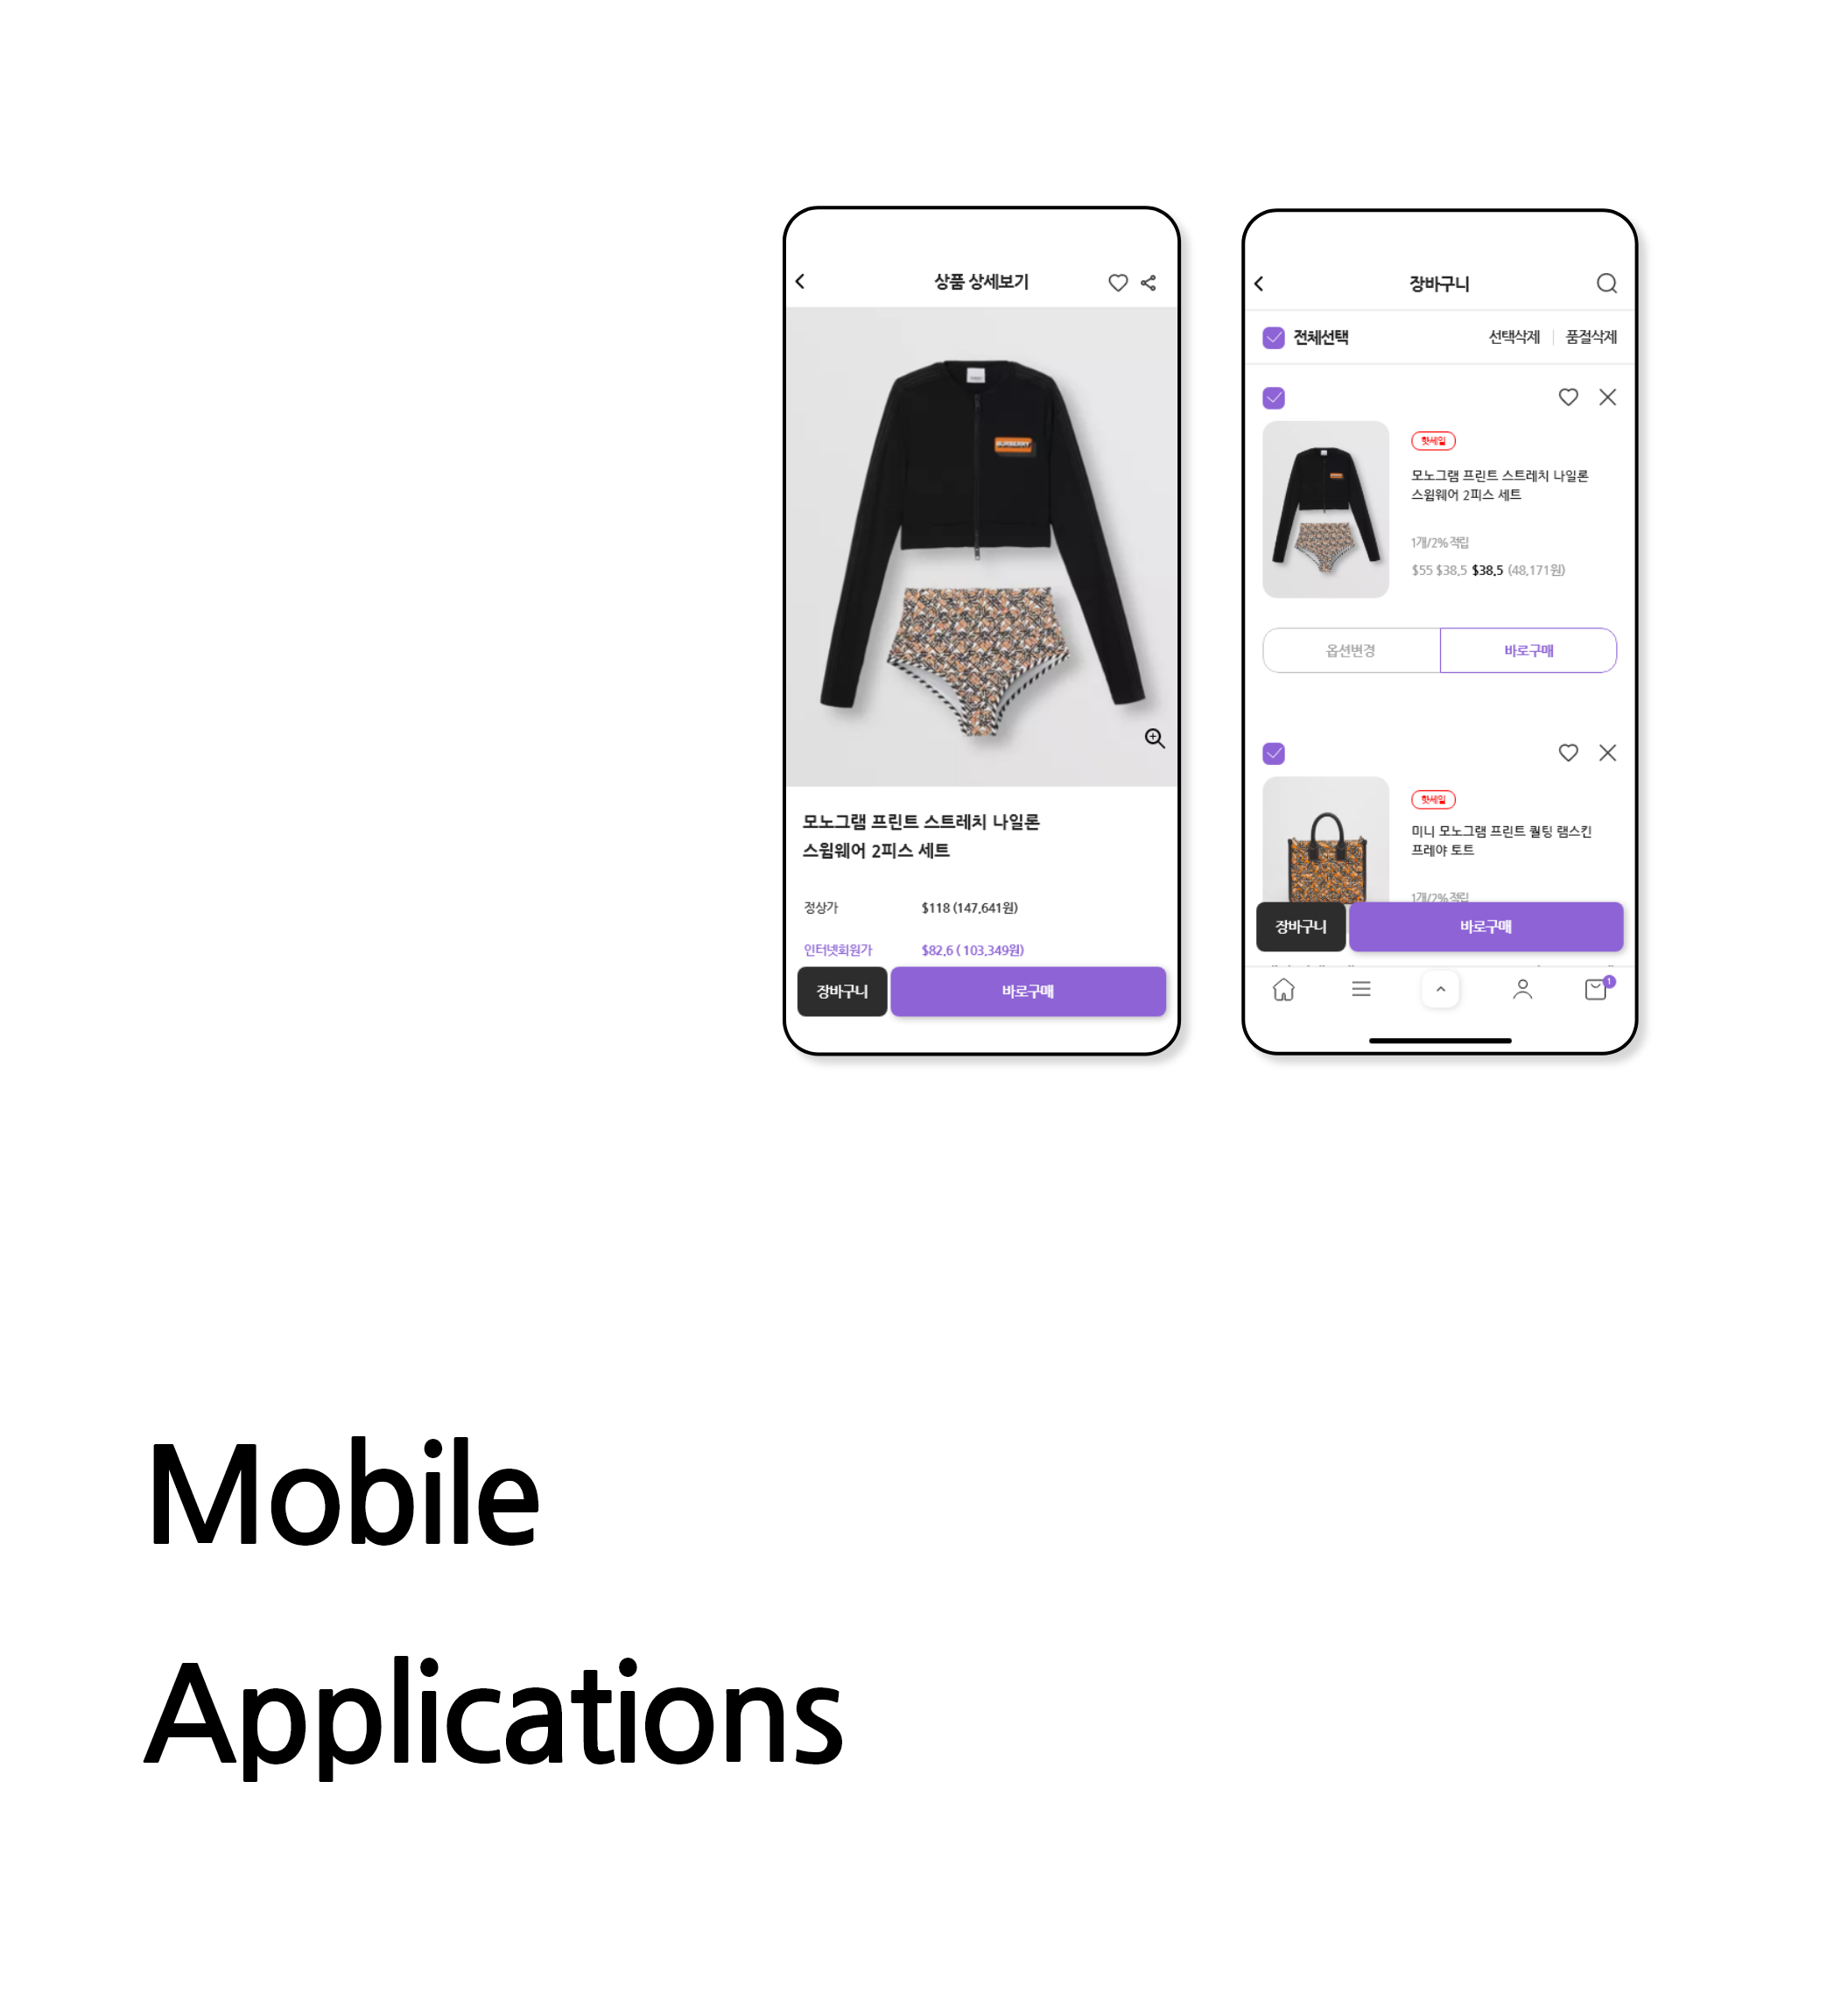 상품 상세보기
BURBERRY
모노그램 프린트 스트레치 나일론
스윔웨어 2피스 세트
정상가 $118 (147,641원)
인터넷회원가 $82.6 ( 103,349원)
장바구니 바로구매
장바구니
전체선택 선택삭제 품절삭제
핫세일
모노그램 프린트 스트레치 나일론
스윔웨어 2피스 세트
1개/2% 적립
$55 $38.5 $38.5 (48,171원)
옵션변경 바로구매
핫세일
미니 모노그램 프린트 퀼팅 램스킨
프레야 토트
1개/2% 적립
장바구니 바로구매
1
Mobile
Applications